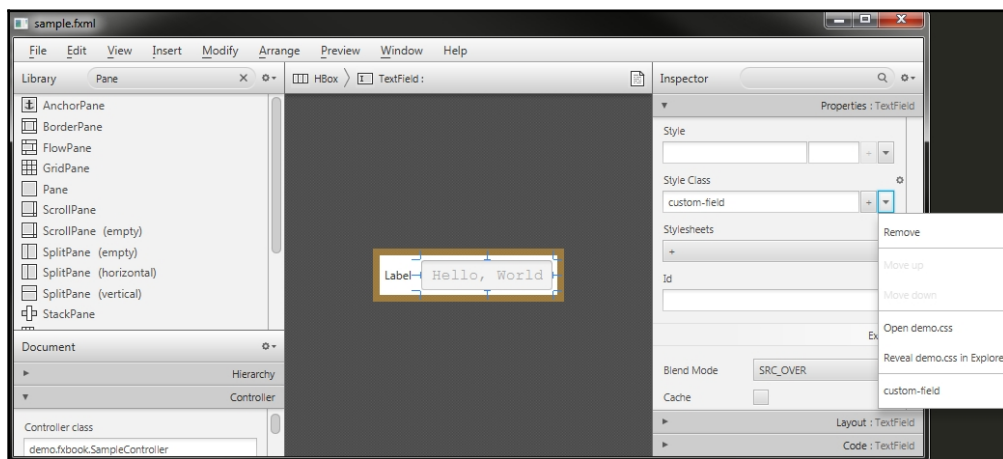 sample.fxml
File Edit View Insert Modify Arrange Preview Window Help
Library Pane
AnchorPane
BorderPane
FlowPane
GridPane
Pane
ScrollPane
ScrollPane (empty)
SplitPane (empty)
SplitPane (horizontal)
SplitPane (vertical)
StackPane
Document
Hierarchy
Controller
Controller class
demo.fxbook.SampleController
HBox TextField :
Label Hello, World
Inspector
Properties : TextField
Style
Style Class
custom-field
Stylesheets
+
Id
Ex
Blend Mode SRC_OVER
Cache
Layout : TextField
Code : TextField
Remove
Move up
Move down
Open demo.css
Reveal demo.css in Explore
custom-field